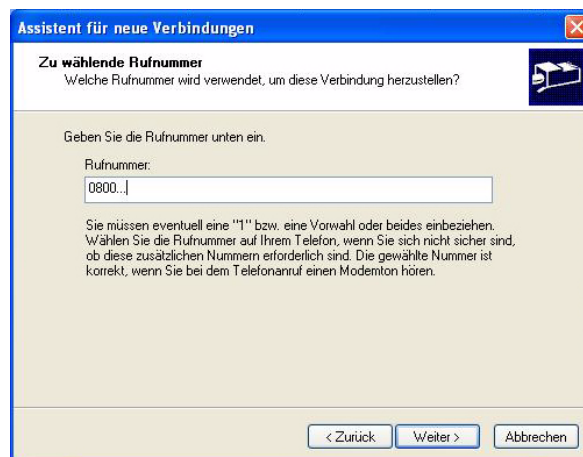 Assistent für neue Verbindungen
Zu wählende Rufnummer
Welche Rufnummer wird verwendet, um diese Verbindung herzustellen?
Geben Sie die Rufnummer unten ein.
Rufnummer:
0800...
Sie müssen eventuell eine "1" bzw. eine Vorwahl oder beides einbeziehen.
Wählen Sie die Rufnummer auf Ihrem Telefon, wenn Sie sich nicht sicher sind,
ob diese zusätzlichen Nummern erforderlich sind. Die gewählte Nummer ist
korrekt, wenn Sie bei dem Telefonanruf einen Modemton hören.
< Zurück Weiter > Abbrechen